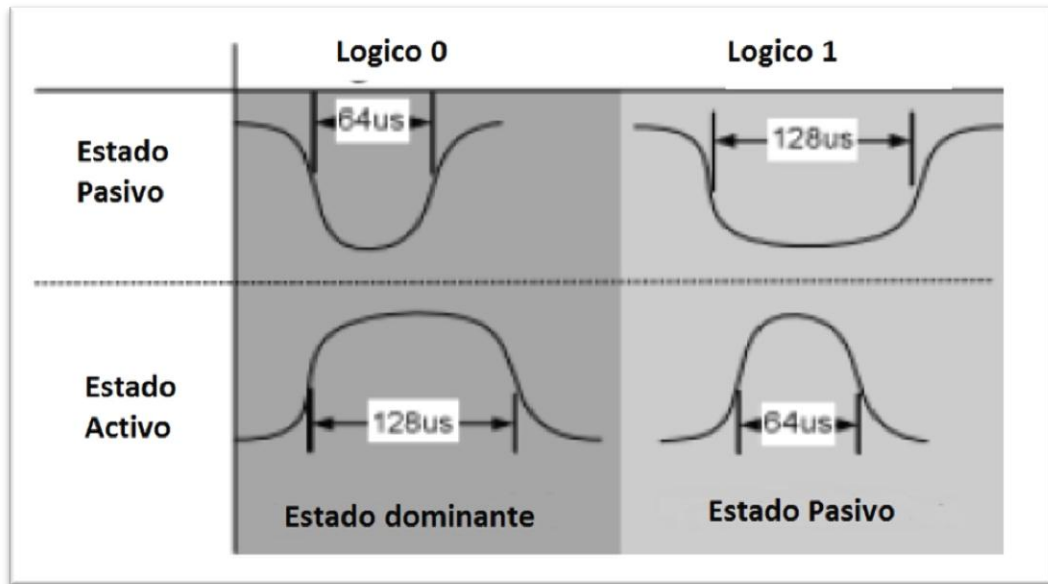 Logico 0
Logico 1
Estado
Pasivo
64us
128us
Estado
Activo
128us
64us
Estado dominante
Estado Pasivo